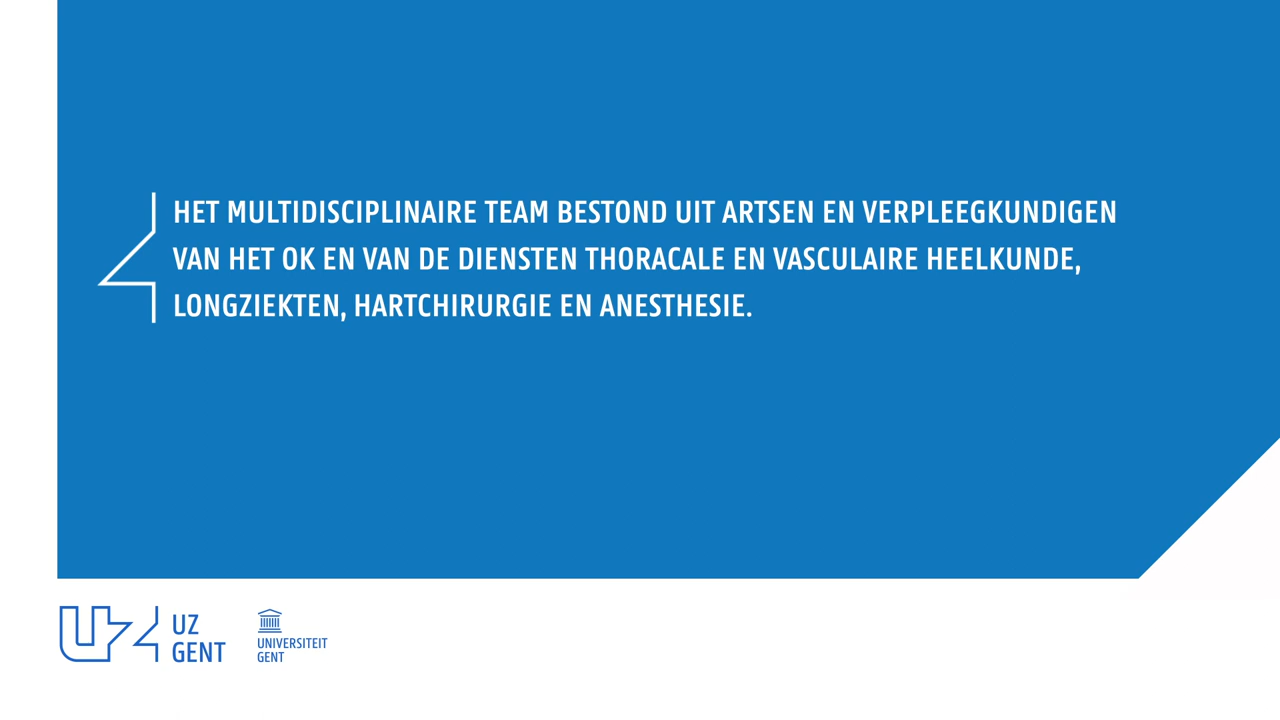 HET MULTIDISCIPLINAIRE TEAM BESTOND UIT ARTSEN EN VERPLEEGKUNDIGEN
VAN HET OK EN VAN DE DIENSTEN THORACALE EN VASCULAIRE HEELKUNDE,
LONGZIEKTEN, HARTCHIRURGIE EN ANESTHESIE.
UZ
GENT
UNIVERSITEIT
GENT